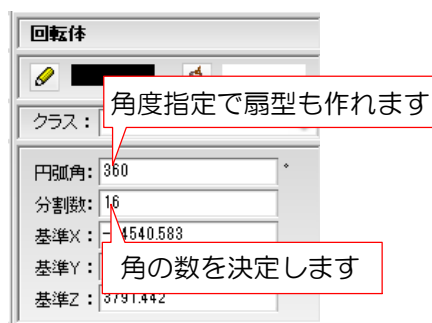 回転体
角度指定で扇型も作れます
クラス：
円弧角： 360 °
分割数： 16
基準X： 4540.583
基準Y：
角の数を決定します
基準Z： 3791.442